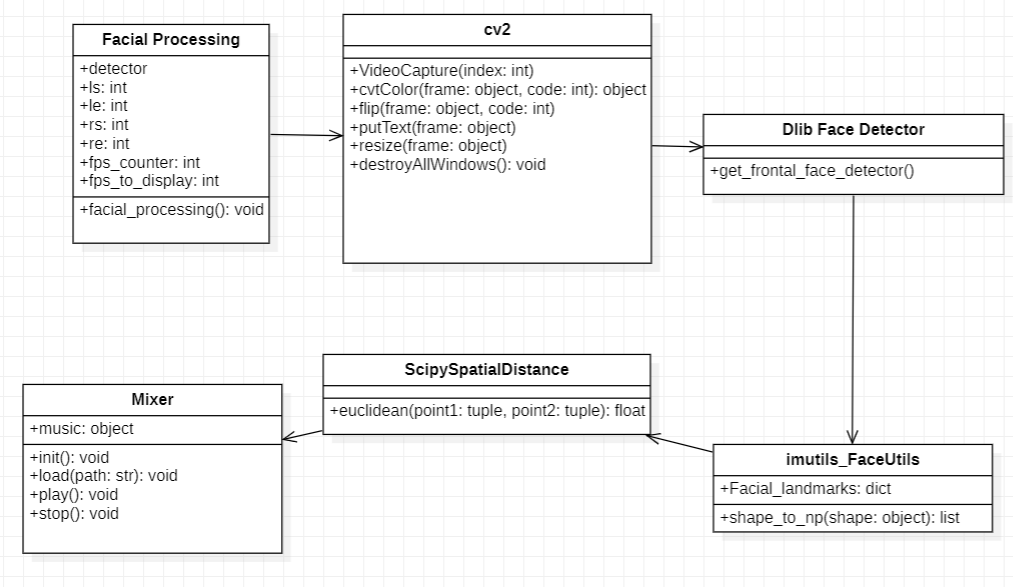 Facial Processing
+detector
+ls: int
+le: int
+rs: int
+re: int
+fps_counter: int
+fps_to_display: int
+facial_processing(): void
cv2
+VideoCapture(index: int)
+cvtColor(frame: object, code: int): object
+flip(frame: object, code: int)
+putText(frame: object)
+resize(frame: object)
+destroyAllWindows(): void
Dlib Face Detector
+get_frontal_face_detector()
Mixer
+music: object
+init(): void
+load(path: str): void
+play(): void
+stop(): void
ScipySpatialDistance
+euclidean(point1: tuple, point2: tuple): float
imutils_FaceUtils
+Facial_landmarks: dict
+shape_to_np(shape: object): list